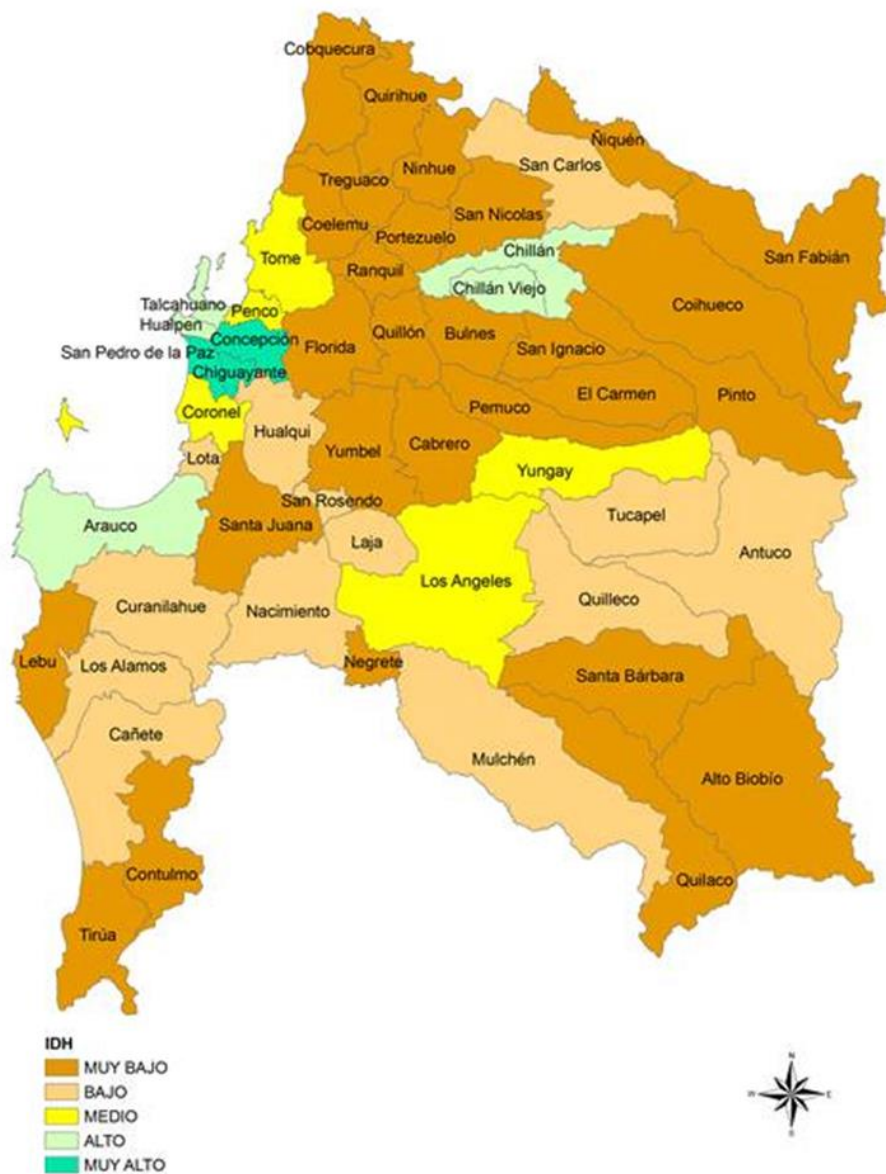 Cobquecura
Quirihue
Ñiquén
Ninhue
San Carlos
Treguaco
San Nicolas
Coelemu
Portezuelo
Chillán
San Fabián
Tome
Ranquil
Chillán Viejo
Coihueco
Talcahuano
Penco
Hualpen
Concepción
Florida
Quillón
Bulnes
San Ignacio
San Pedro de la Paz
Chiguayante
El Carmen
Pinto
Coronel
Pemuco
Hualqui
Yumbel
Cabrero
Lota
Yungay
San Rosendo
Arauco
Santa Juana
Tucapel
Laja
Antuco
Los Angeles
Curanilahue
Nacimiento
Quilleco
Lebu
Los Alamos
Negrete
Santa Bárbara
Cañete
Mulchén
Alto Biobío
Contulmo
Quilaco
Tirúa
IDH
MUY BAJO
BAJO
MEDIO
ALTO
MUY ALTO
N
W
E
S